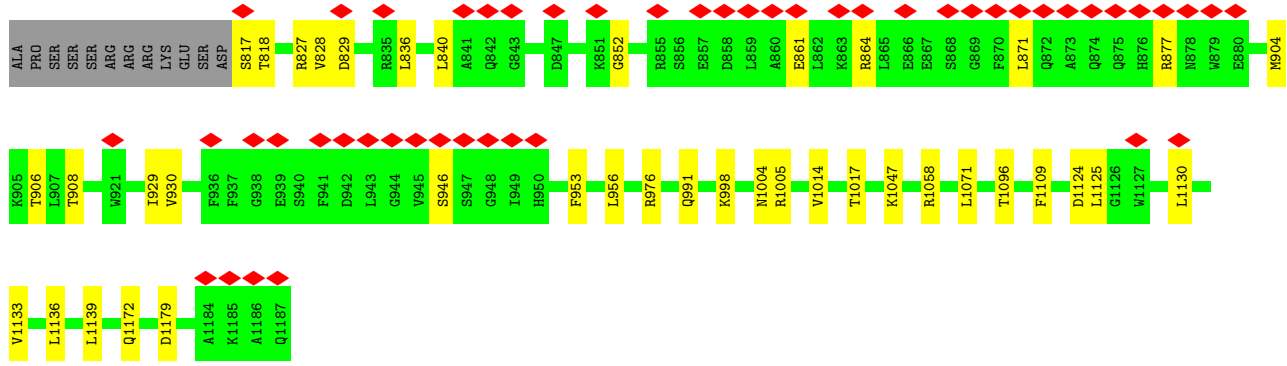 ALA PRO SER SER SER ARG ARG ARG LYS GLU SER ASP S817 T818 R827 V828 D829 R835 L836 L840 A841 Q842 G843 D847 K851 G852 R855 S856 E857 D858 L859 A860 E861 L862 K863 R864 L865 E866 E867 S868 G869 F870 L871 Q872 A873 Q874 Q875 H876 R877 N878 W879 E880 M904
K905 T906 L907 T908 W921 I929 V930 F936 F937 G938 E939 S940 F941 D942 L943 G944 V945 S946 S947 G948 I949 H950 F953 L956 R976 Q991 K998 N1004 R1005 V1014 T1017 K1047 R1058 L1071 T1096 F1109 D1124 L1125 G1126 W1127 L1130
V1133 L1136 L1139 Q1172 D1179 A1184 K1185 A1186 Q1187